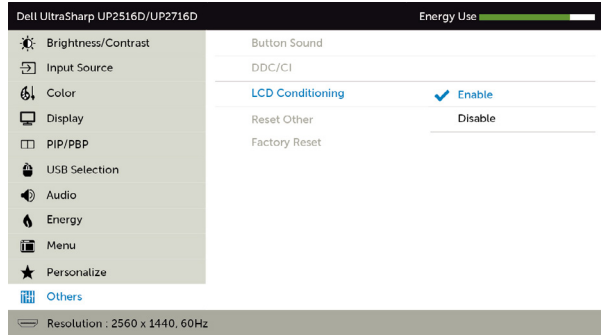 Dell UltraSharp UP2516D/UP2716D Energy Use
Brightness/Contrast Button Sound
Input Source DDC/CI
Color LCD Conditioning Enable
Display Reset Other Disable
PIP/PBP Factory Reset
USB Selection
Audio
Energy
Menu
Personalize
Others
Resolution : 2560 x 1440, 60Hz